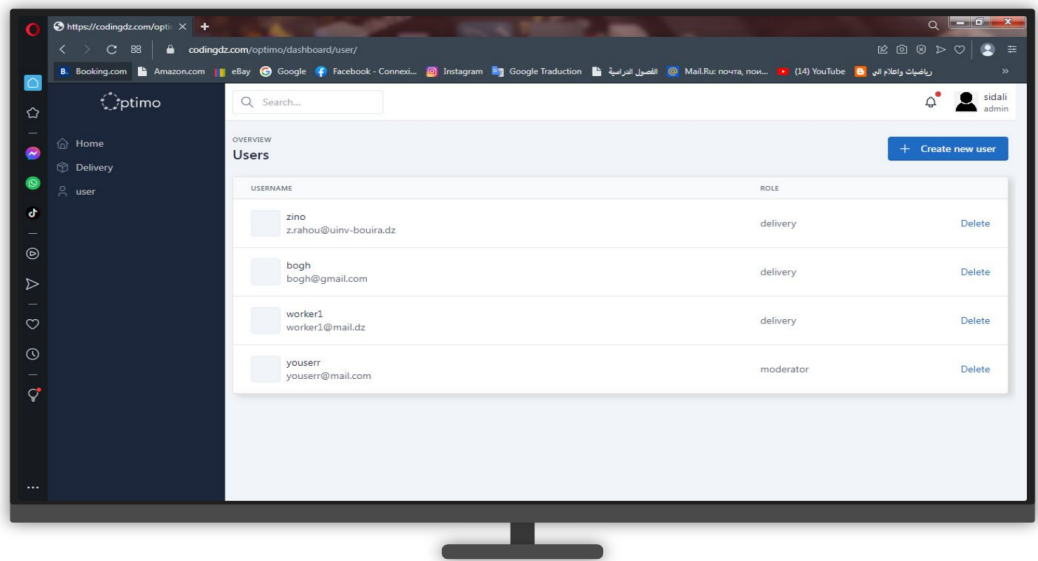 https://codingdz.com/opti
codingdz.com/optimo/dashboard/user/
B. Booking.com Amazon.com eBay Google Facebook - Connexi... Instagram Google Traduction الفصول الدراسية Mail.Ru: почта, пои... (14) YouTube رياضيات واعلام الي
Optimo
Search...
sidali
admin
Home
Delivery
user
OVERVIEW
Users
+ Create new user
USERNAME ROLE
zino
z.rahou@uinv-bouira.dz
delivery Delete
bogh
bogh@gmail.com
delivery Delete
worker1
worker1@mail.dz
delivery Delete
youserr
youserr@mail.com
moderator Delete